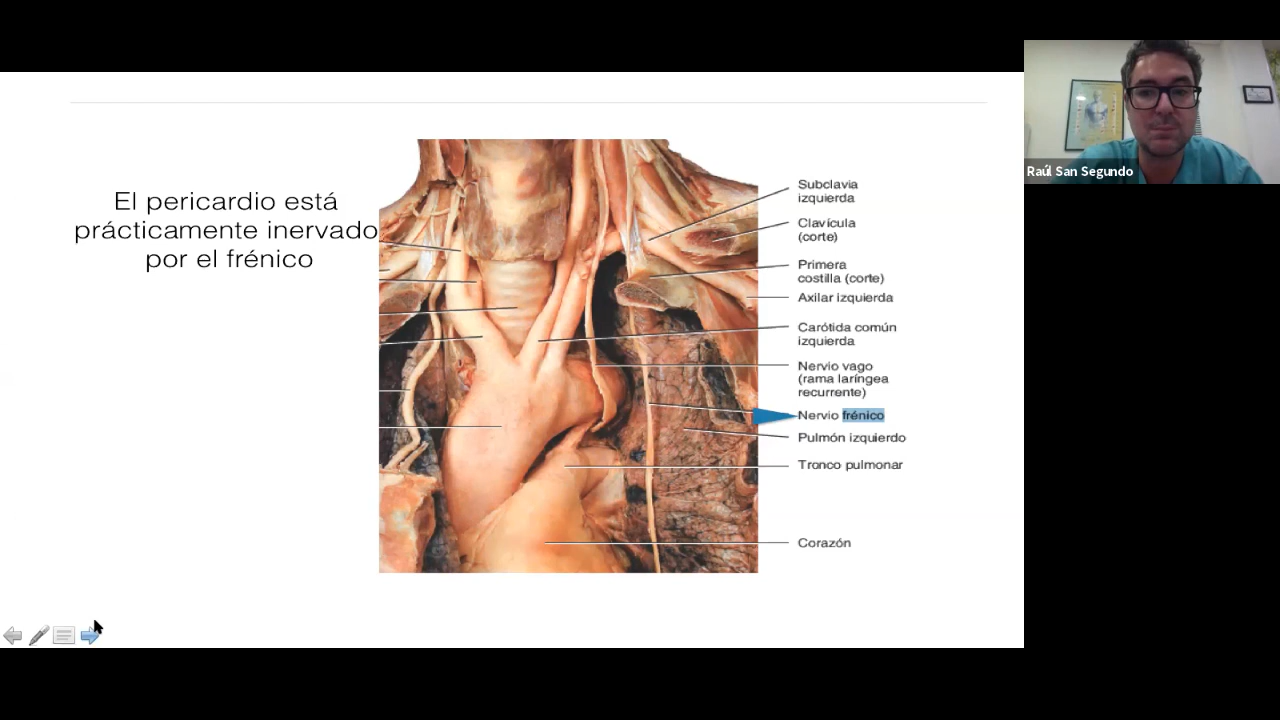 El pericardio está
prácticamente inervado
por el frénico
Subclavia
izquierda
Clavícula
(corte)
Primera
costilla (corte)
Axilar izquierda
Carótida común
izquierda
Nervio vago
(rama laríngea
recurrente)
Nervio frénico
Pulmón izquierdo
Tronco pulmonar
Corazón
Raúl San Segundo